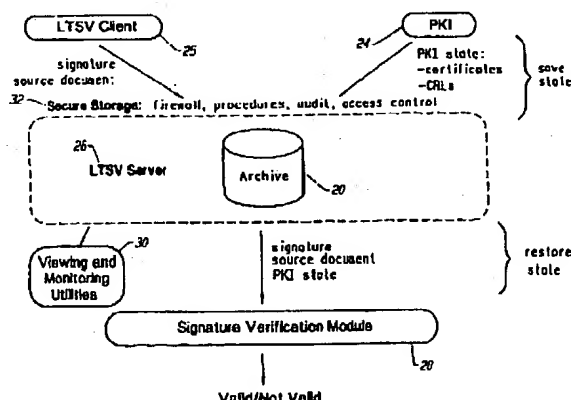 LTSV Client
25
24
PKI
signature
source document
PKI state:
-certificates
-CRLs
save
state
32
Secure Storage: firewall, procedures, audit, access control
26
LTSV Server
Archive
20
30
Viewing and
Monitoring
Utilities
signature
source document
PKI state
restore
state
Signature Verification Module
28
Valid/Not Valid